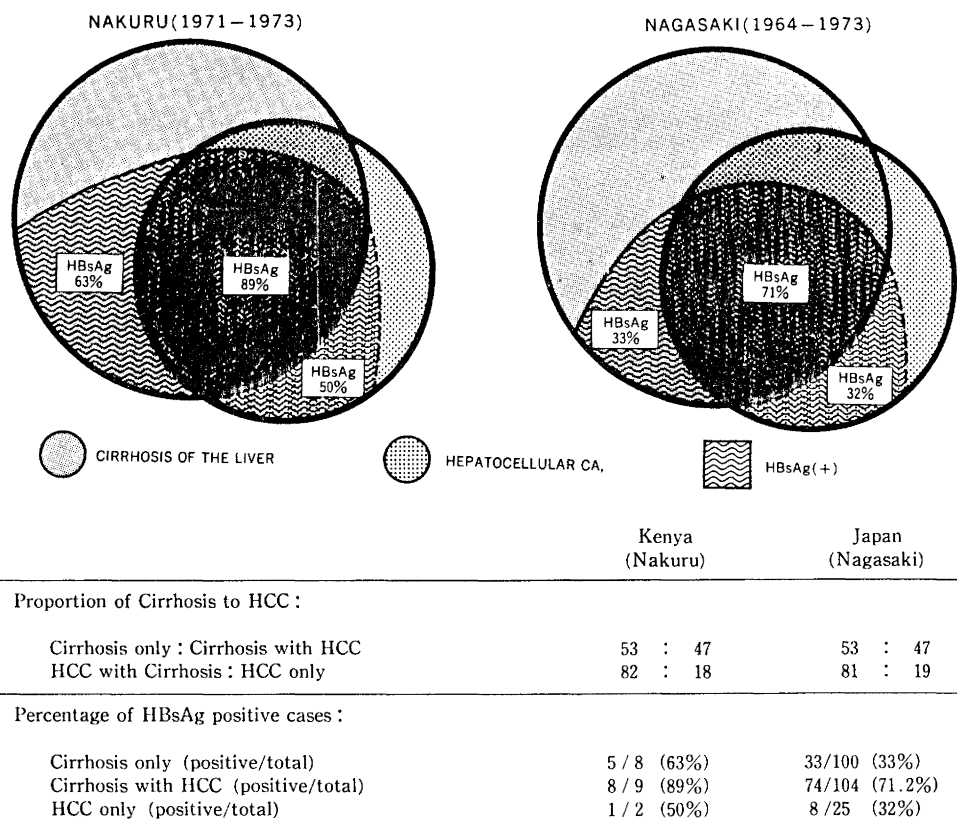 NAKURU(1971—1973)
NAGASAKI(1964—1973)
HBsAg
63%
HBsAg
89%
HBsAg
50%
HBsAg
33%
HBsAg
71%
HBsAg
32%
CIRRHOSIS OF THE LIVER
HEPATOCELLULAR CA,
HBsAg(+)
Kenya Japan
(Nakuru) (Nagasaki)
Proportion of Cirrhosis to HCC :
Cirrhosis only : Cirrhosis with HCC 53 : 47 53 : 47
HCC with Cirrhosis : HCC only 82 : 18 81 : 19
Percentage of HBsAg positive cases :
Cirrhosis only (positive/total) 5 / 8 (63%) 33/100 (33%)
Cirrhosis with HCC (positive/total) 8 / 9 (89%) 74/104 (71.2%)
HCC only (positive/total) 1 / 2 (50%) 8/25 (32%)